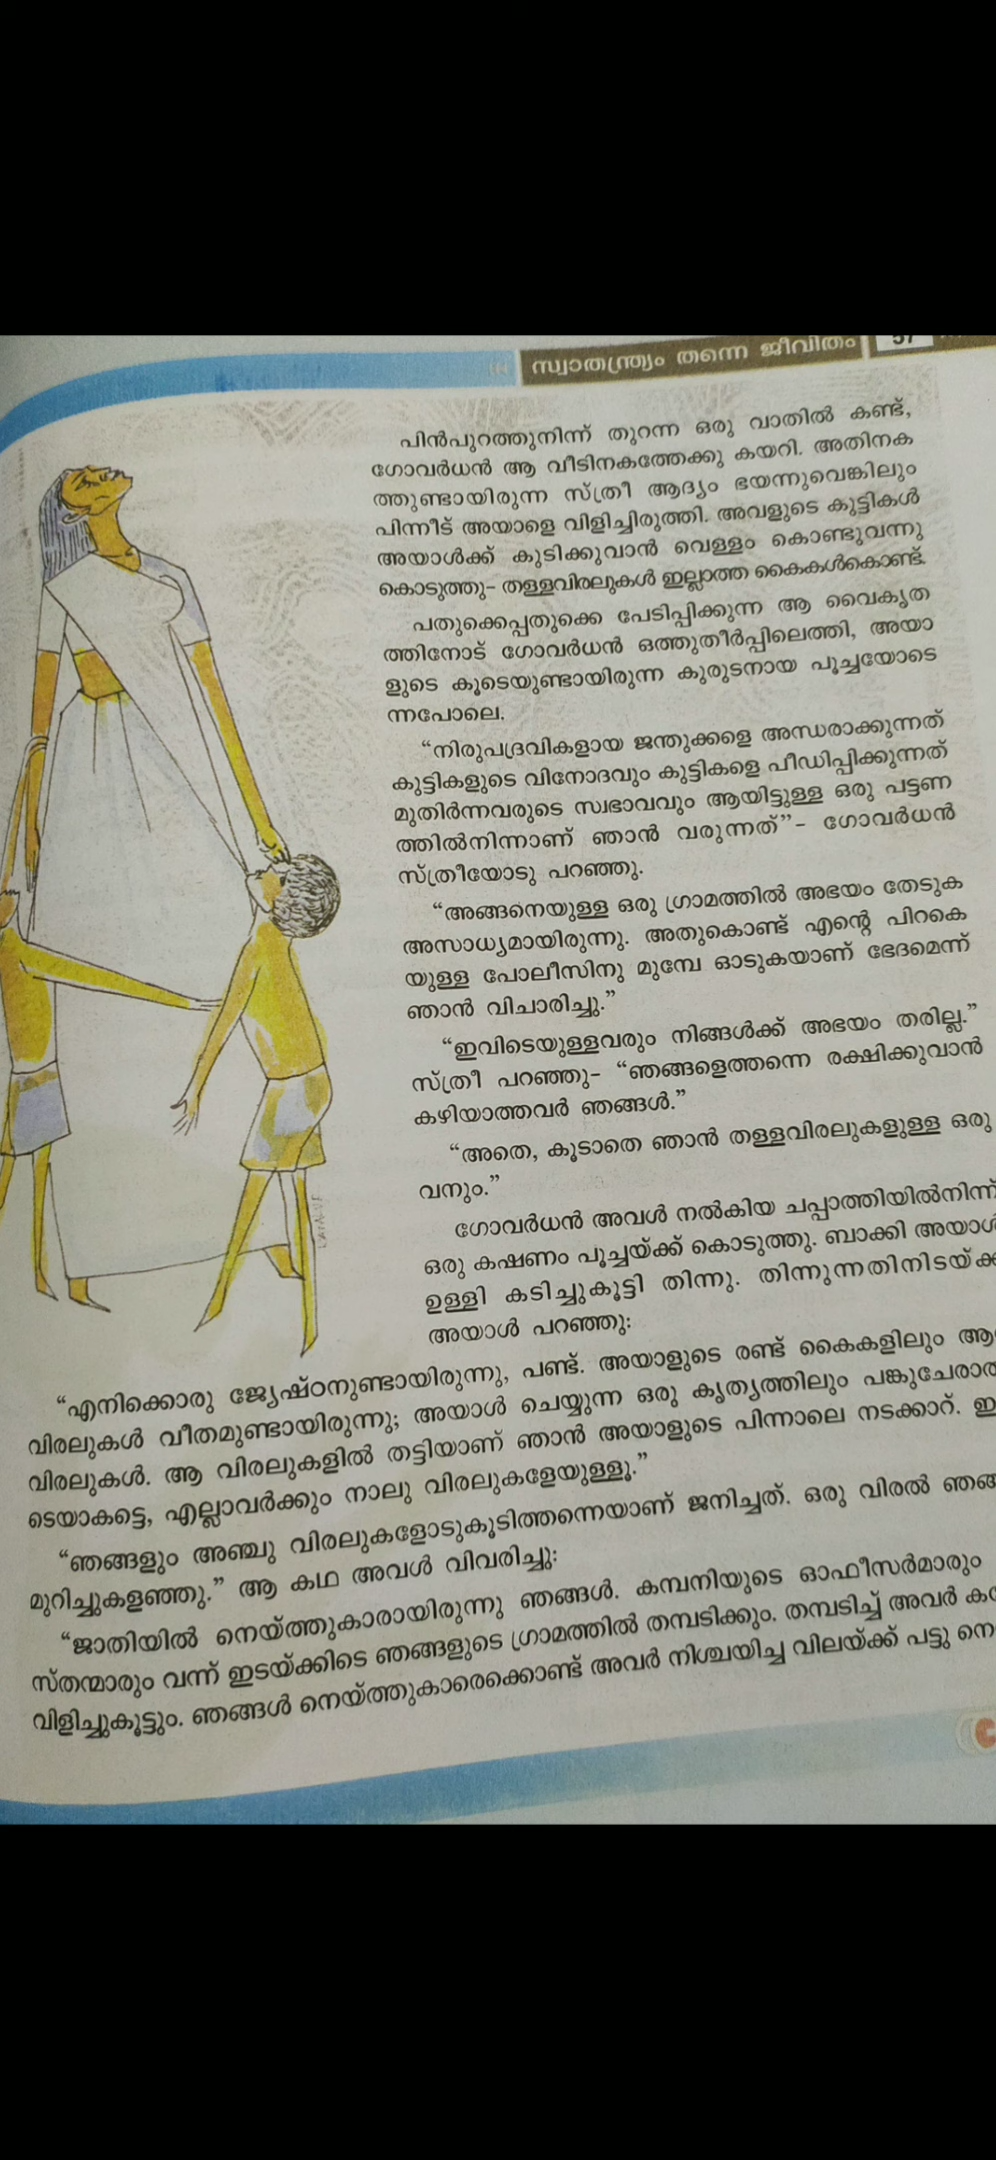 സ്വാതന്ത്ര്യം തന്നെ ജീവിതം
57
പിൻപുറത്തുനിന്ന് തുറന്ന ഒരു വാതിൽ കണ്ട്,
ഗോവർധൻ ആ വീടിനകത്തേക്കു കയറി. അതിനക
ത്തുണ്ടായിരുന്ന സ്ത്രീ ആദ്യം ഭയന്നുവെങ്കിലും
പിന്നീട് അയാളെ വിളിച്ചിരുത്തി. അവളുടെ കുട്ടികൾ
അയാൾക്ക് കുടിക്കുവാൻ വെള്ളം കൊണ്ടുവന്നു
കൊടുത്തു– തള്ളവിരലുകൾ ഇല്ലാത്ത കൈകൾകൊണ്ട്.
പതുക്കെപ്പതുക്കെ പേടിപ്പിക്കുന്ന ആ വൈകൃത
ത്തിനോട് ഗോവർധൻ ഒത്തുതീർപ്പിലെത്തി, അയാ
ളുടെ കൂടെയുണ്ടായിരുന്ന കുരുടനായ പൂച്ചയോടെ
ന്നപോലെ.
“നിരുപദ്രവികളായ ജന്തുക്കളെ അന്ധരാക്കുന്നത്
കുട്ടികളുടെ വിനോദവും കുട്ടികളെ പീഡിപ്പിക്കുന്നത്
മുതിർന്നവരുടെ സ്വഭാവവും ആയിട്ടുള്ള ഒരു പട്ടണ
ത്തിൽനിന്നാണ് ഞാൻ വരുന്നത്”– ഗോവർധൻ
സ്ത്രീയോടു പറഞ്ഞു.
“അങ്ങനെയുള്ള ഒരു ഗ്രാമത്തിൽ അഭയം തേടുക
അസാധ്യമായിരുന്നു. അതുകൊണ്ട് എന്റെ പിറകെ
യുള്ള പോലീസിനു മുമ്പേ ഓടുകയാണ് ഭേദമെന്ന്
ഞാൻ വിചാരിച്ചു.”
“ഇവിടെയുള്ളവരും നിങ്ങൾക്ക് അഭയം തരില്ല.”
സ്ത്രീ പറഞ്ഞു– “ഞങ്ങളെത്തന്നെ രക്ഷിക്കുവാൻ
കഴിയാത്തവർ ഞങ്ങൾ.”
“അതെ, കൂടാതെ ഞാൻ തള്ളവിരലുകളുള്ള ഒരു
വനും.”
ഗോവർധൻ അവൾ നൽകിയ ചപ്പാത്തിയിൽനിന്ന്
ഒരു കഷണം പൂച്ചയ്ക്ക് കൊടുത്തു. ബാക്കി അയാൾ
ഉള്ളി കടിച്ചുകൂട്ടി തിന്നു. തിന്നുന്നതിനിടയ്ക്ക
അയാൾ പറഞ്ഞു:
“എനിക്കൊരു ജ്യേഷ്ഠനുണ്ടായിരുന്നു, പണ്ട്. അയാളുടെ രണ്ട് കൈകളിലും ആ
വിരലുകൾ വീതമുണ്ടായിരുന്നു; അയാൾ ചെയ്യുന്ന ഒരു കൃത്യത്തിലും പങ്കുചേരാത
വിരലുകൾ. ആ വിരലുകളിൽ തട്ടിയാണ് ഞാൻ അയാളുടെ പിന്നാലെ നടക്കാറ്. ഇ
ടെയാകട്ടെ, എല്ലാവർക്കും നാലു വിരലുകളേയുള്ളൂ.”
“ഞങ്ങളും അഞ്ചു വിരലുകളോടുകൂടിത്തന്നെയാണ് ജനിച്ചത്. ഒരു വിരൽ ഞങ്ങ
മുറിച്ചുകളഞ്ഞു.” ആ കഥ അവൾ വിവരിച്ചു:
“ജാതിയിൽ നെയ്ത്തുകാരായിരുന്നു ഞങ്ങൾ. കമ്പനിയുടെ ഓഫീസർമാരും
സ്തന്മാരും വന്ന് ഇടയ്ക്കിടെ ഞങ്ങളുടെ ഗ്രാമത്തിൽ തമ്പടിക്കും. തമ്പടിച്ച് അവർ
വിളിച്ചുകൂട്ടും. ഞങ്ങൾ നെയ്ത്തുകാരെക്കൊണ്ട് അവർ നിശ്ചയിച്ച വിലയ്ക്ക് പട്ടു നെ